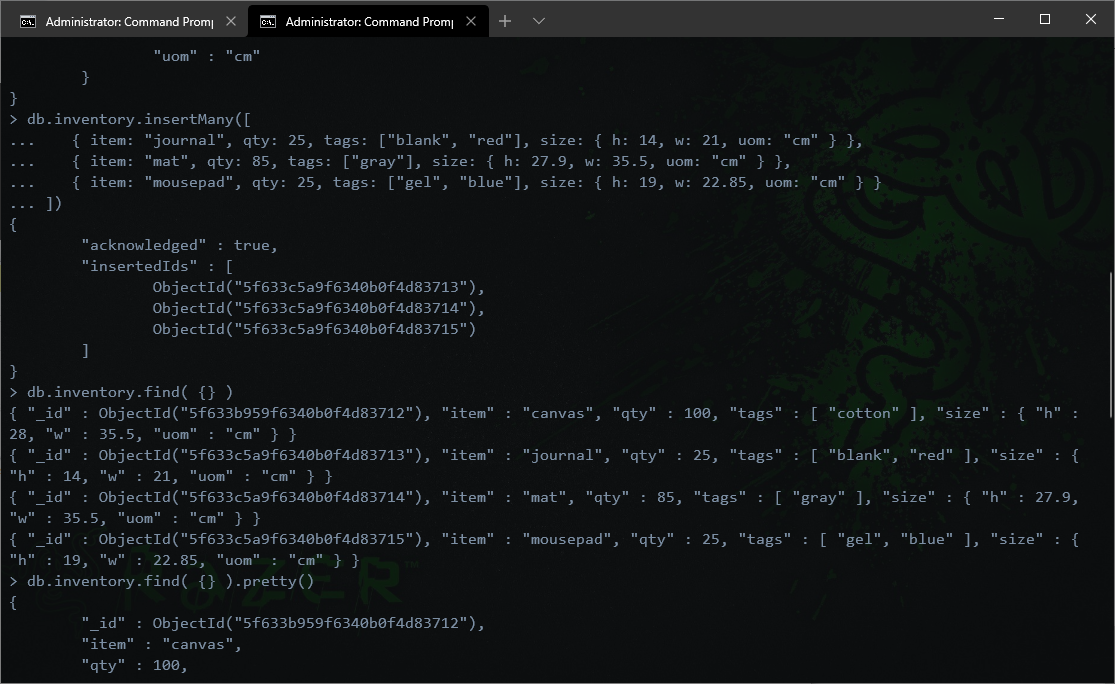 Administrator: Command Promp
Administrator: Command Promp
"uom" : "cm"
}
}
> db.inventory.insertMany([
... { item: "journal", qty: 25, tags: ["blank", "red"], size: { h: 14, w: 21, uom: "cm" } },
... { item: "mat", qty: 85, tags: ["gray"], size: { h: 27.9, w: 35.5, uom: "cm" } },
... { item: "mousepad", qty: 25, tags: ["gel", "blue"], size: { h: 19, w: 22.85, uom: "cm" } }
... ])
{
"acknowledged" : true,
"insertedIds" : [
ObjectId("5f633c5a9f6340b0f4d83713"),
ObjectId("5f633c5a9f6340b0f4d83714"),
ObjectId("5f633c5a9f6340b0f4d83715")
]
}
> db.inventory.find( {} )
{ "_id" : ObjectId("5f633b959f6340b0f4d83712"), "item" : "canvas", "qty" : 100, "tags" : [ "cotton" ], "size" : { "h" :
28, "w" : 35.5, "uom" : "cm" } }
{ "_id" : ObjectId("5f633c5a9f6340b0f4d83713"), "item" : "journal", "qty" : 25, "tags" : [ "blank", "red" ], "size" : {
"h" : 14, "w" : 21, "uom" : "cm" } }
{ "_id" : ObjectId("5f633c5a9f6340b0f4d83714"), "item" : "mat", "qty" : 85, "tags" : [ "gray" ], "size" : { "h" : 27.9,
"w" : 35.5, "uom" : "cm" } }
{ "_id" : ObjectId("5f633c5a9f6340b0f4d83715"), "item" : "mousepad", "qty" : 25, "tags" : [ "gel", "blue" ], "size" : {
"h" : 19, "w" : 22.85, "uom" : "cm" } }
> db.inventory.find( {} ).pretty()
RAZER™
{
"_id" : ObjectId("5f633b959f6340b0f4d83712"),
"item" : "canvas",
"qty" : 100,